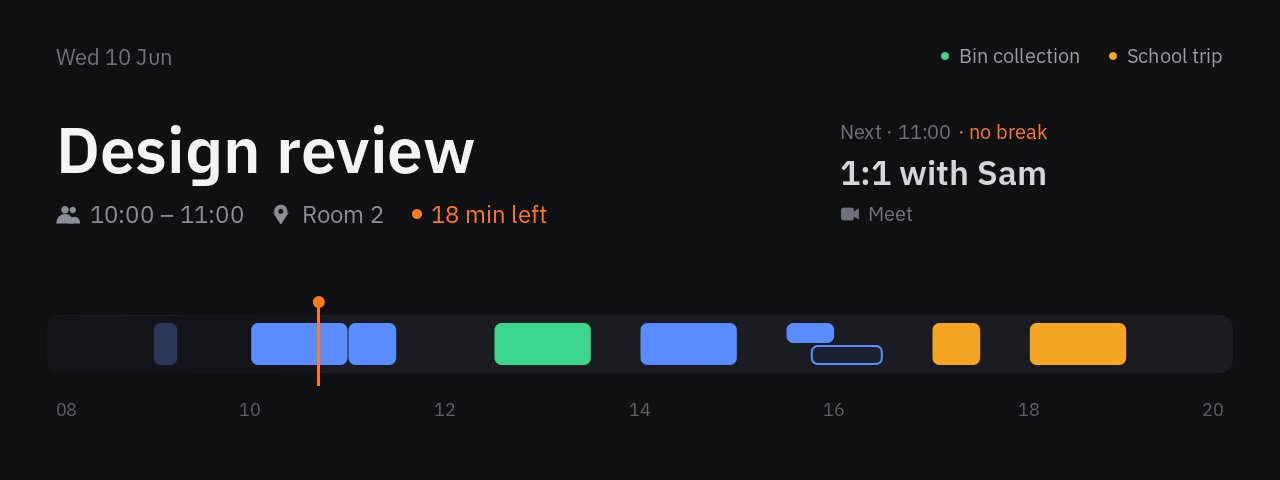 Wed 10 Jun
Bin collection
School trip
Design review
10:00 – 11:00 Room 2 18 min left
Next · 11:00 · no break
1:1 with Sam
Meet
08 10 12 14 16 18 20